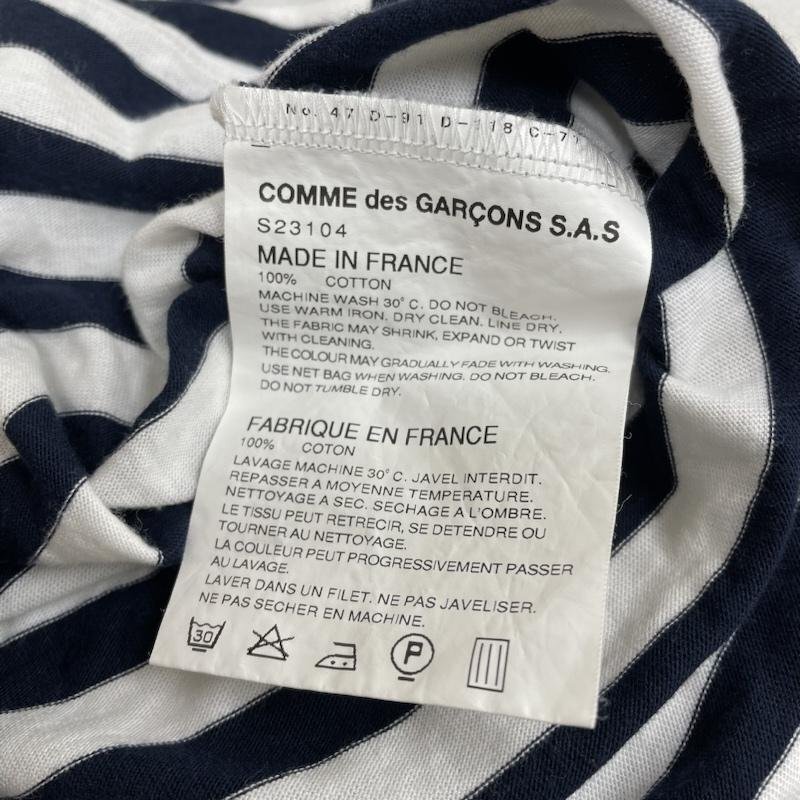 No. 47 D-91 D-118 C-71
COMME des GARÇONS S.A.S
S23104
MADE IN FRANCE
100% COTTON
MACHINE WASH 30° C. DO NOT BLEACH.
USE WARM IRON. DRY CLEAN. LINE DRY.
THE FABRIC MAY SHRINK, EXPAND OR TWIST
WITH CLEANING.
THE COLOUR MAY GRADUALLY FADE WITH WASHING.
USE NET BAG WHEN WASHING. DO NOT BLEACH.
DO NOT TUMBLE DRY.
FABRIQUE EN FRANCE
100% COTON
LAVAGE MACHINE 30° C. JAVEL INTERDIT.
REPASSER A MOYENNE TEMPERATURE.
NETTOYAGE A SEC. SECHAGE A L'OMBRE.
LE TISSU PEUT RETRECIR, SE DETENDRE OU
TOURNER AU NETTOYAGE.
LA COULEUR PEUT PROGRESSIVEMENT PASSER
AU LAVAGE.
LAVER DANS UN FILET. NE PAS JAVELISER.
NE PAS SECHER EN MACHINE.
30 P